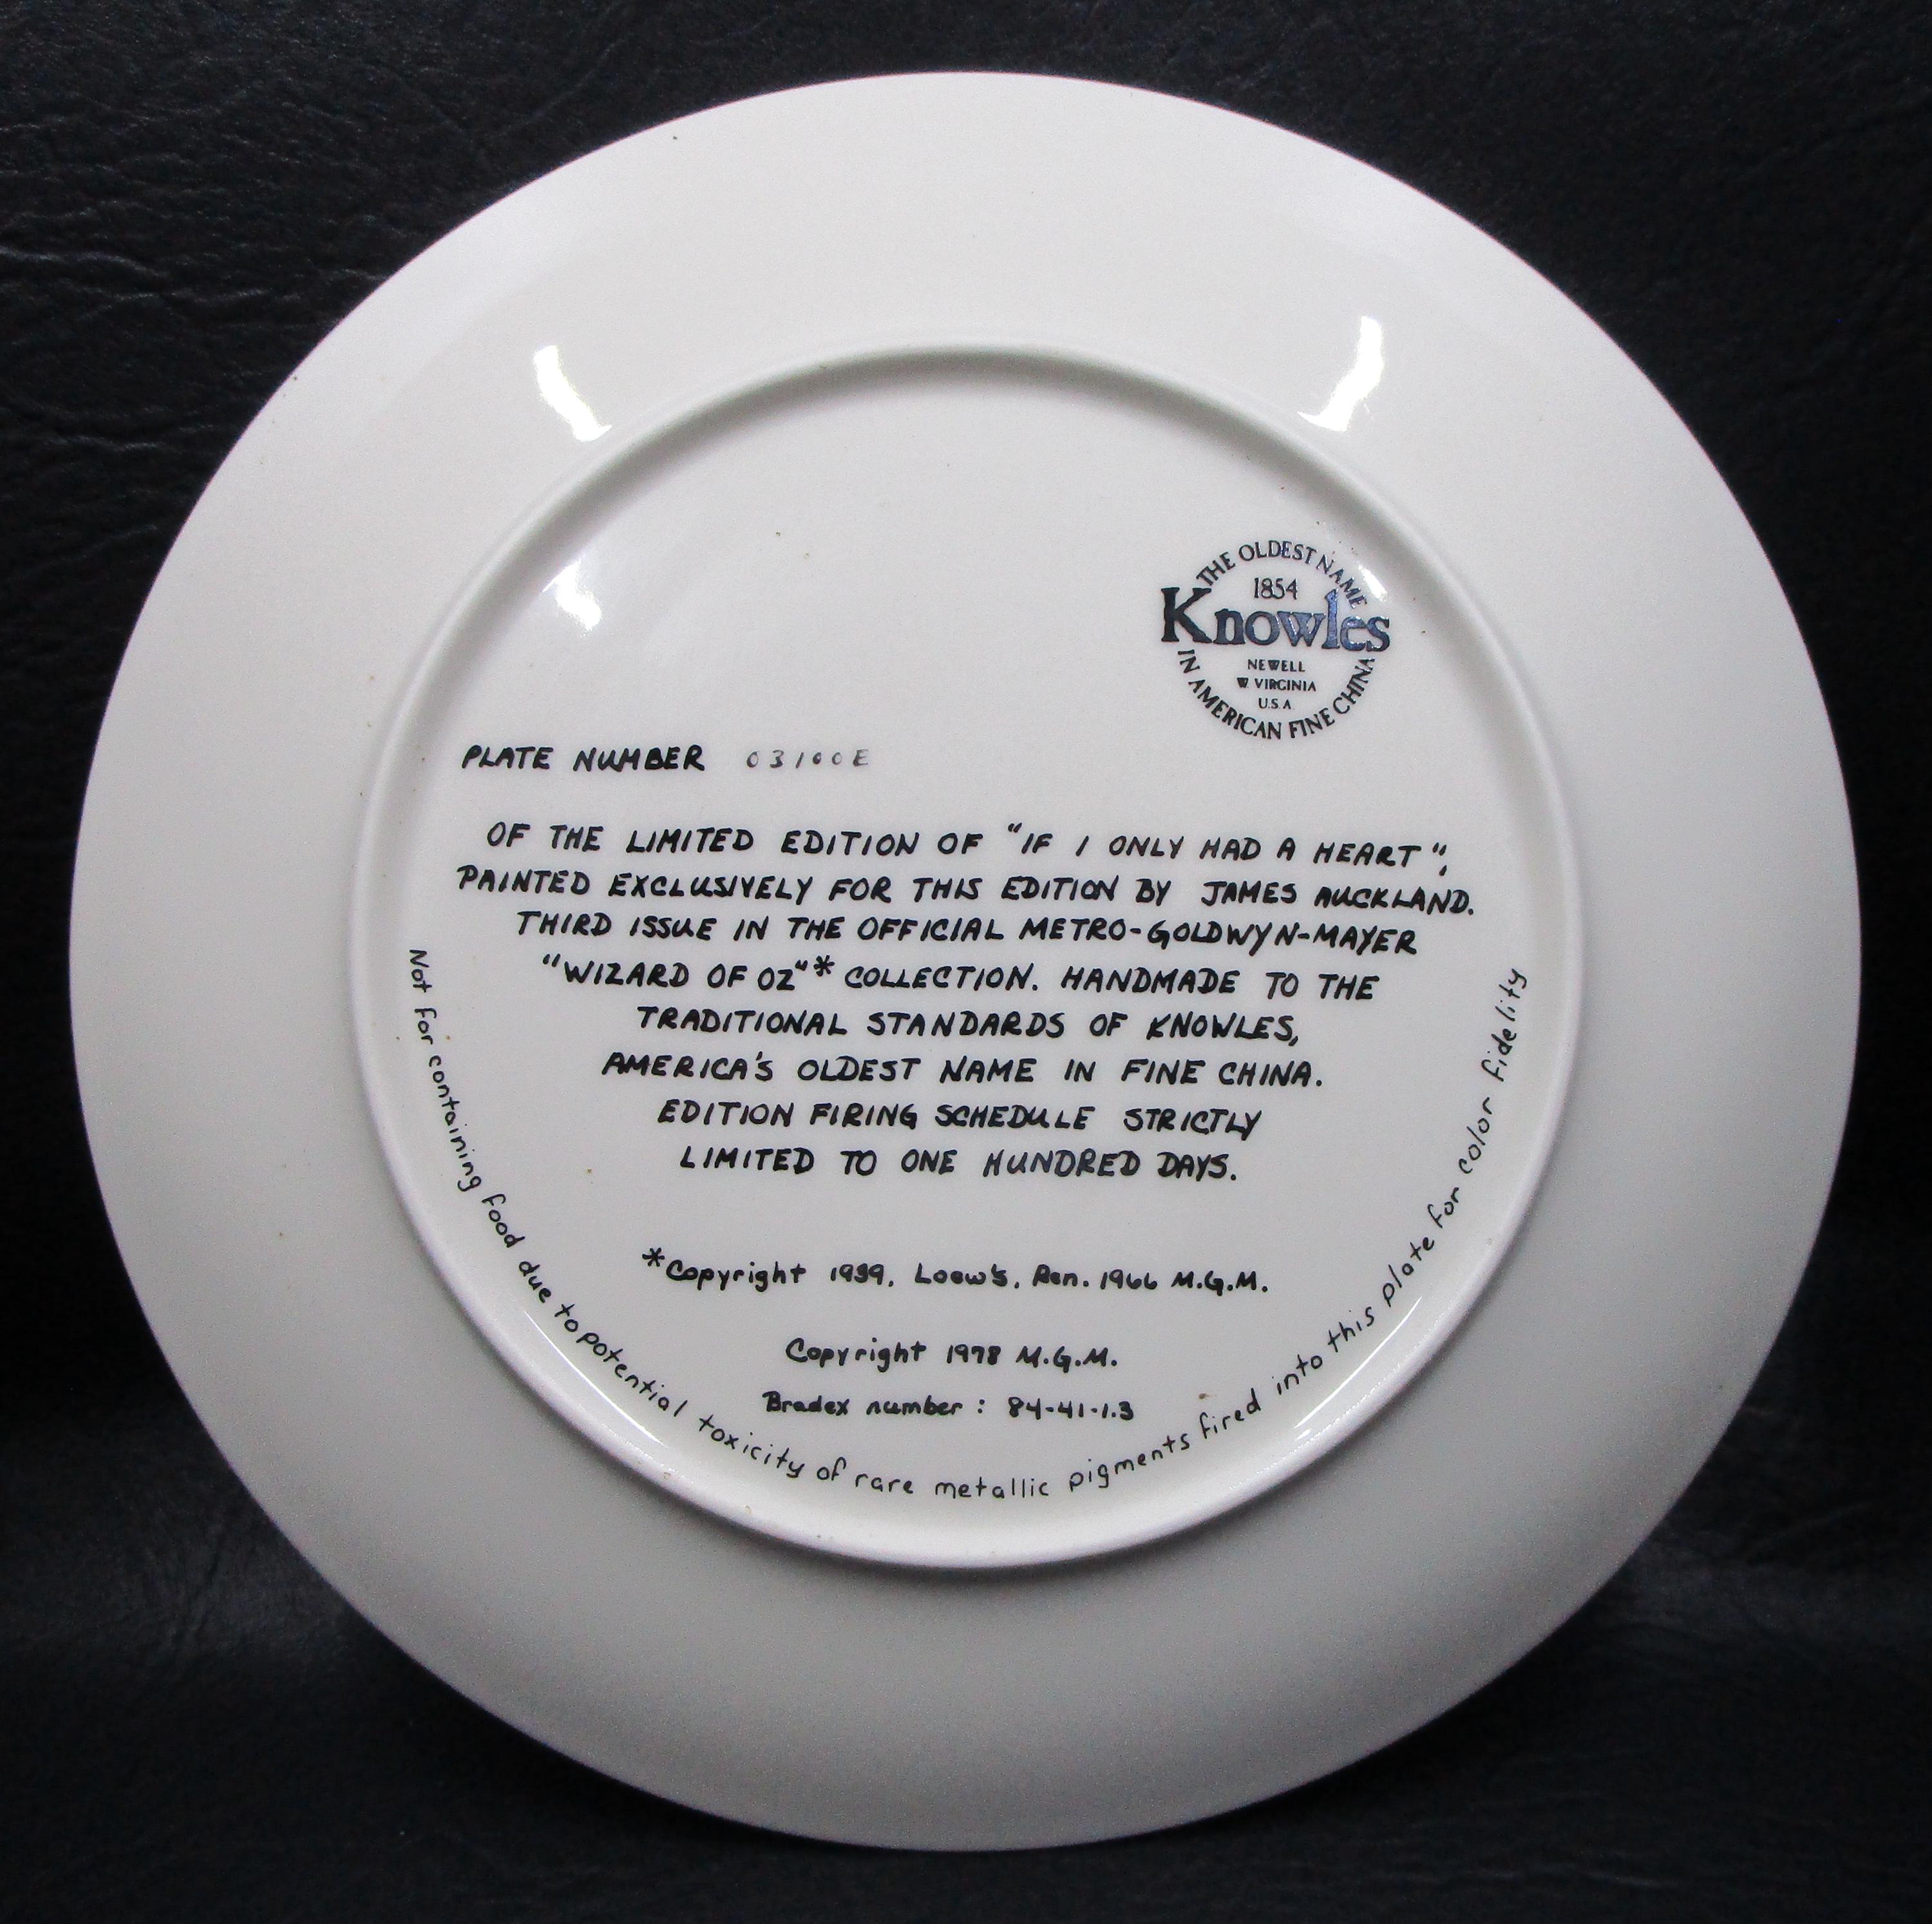 THE OLDEST NAME
1854
Knowles
NEWELL
W VIRGINIA
U.S.A
IN AMERICAN FINE CHINA
PLATE NUMBER 03100E
OF THE LIMITED EDITION OF "IF I ONLY HAD A HEART",
PAINTED EXCLUSIVELY FOR THIS EDITION BY JAMES AUCKLAND.
THIRD ISSUE IN THE OFFICIAL METRO-GOLDWYN-MAYER
"WIZARD OF OZ"* COLLECTION. HANDMADE TO THE
TRADITIONAL STANDARDS OF KNOWLES,
AMERICA'S OLDEST NAME IN FINE CHINA.
EDITION FIRING SCHEDULE STRICTLY
LIMITED TO ONE HUNDRED DAYS.
*Copyright 1939, Loew's, Ren. 1966 M.G.M.
Copyright 1978 M.G.M.
Bradex number: 84-41-1.3
Not for containing food due to potential toxicity of rare metallic pigments fired into this plate for color fidelity